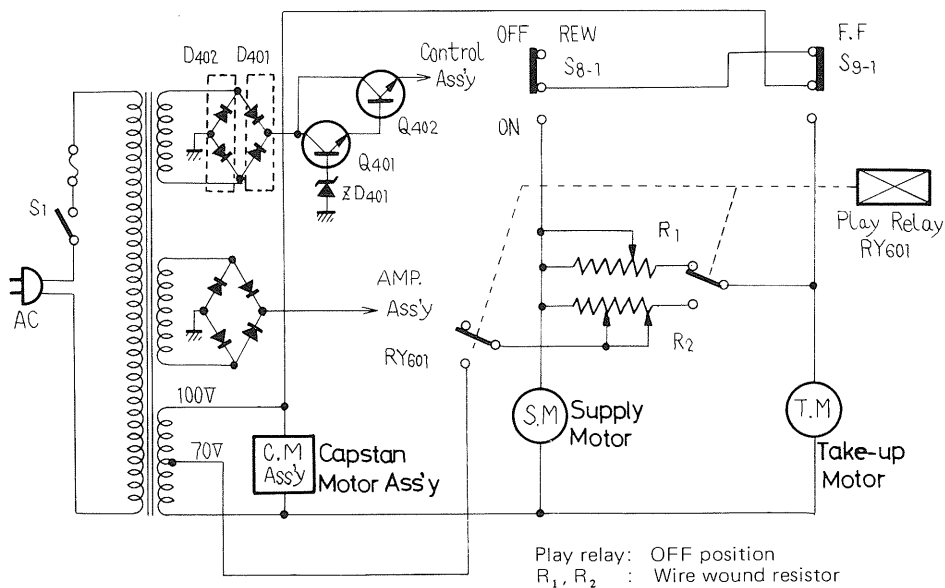 OFF REW
S8-1
F.F
S9-1
D402 D401
Control
Ass'y
Q402
Q401
ZD401
ON
S1
AC
Play Relay
RY601
R1
R2
AMP.
Ass'y
RY601
100V
70V
C.M
Ass'y
Capstan
Motor Ass'y
S.M
Supply
Motor
T.M
Take-up
Motor
Play relay: OFF position
R1, R2 : Wire wound resistor